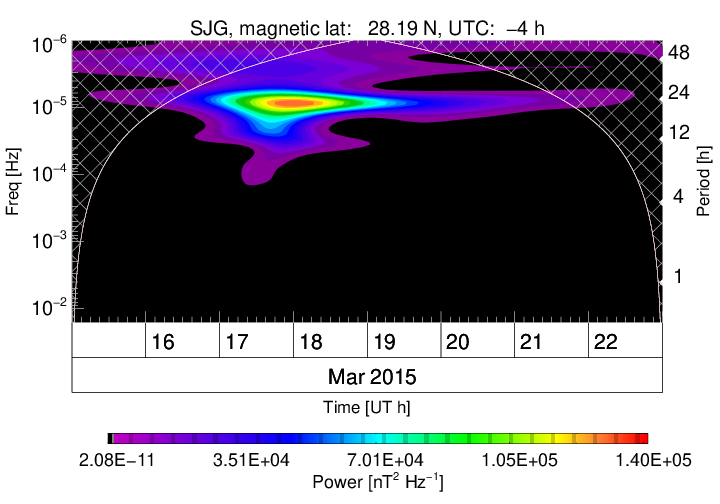 SJG, magnetic lat: 28.19 N, UTC: −4 h
10⁻⁶
10⁻⁵
10⁻⁴
10⁻³
10⁻²
Freq [Hz]
48
24
12
4
1
Period [h]
16 17 18 19 20 21 22
Mar 2015
Time [UT h]
2.08E−11 3.51E+04 7.01E+04 1.05E+05 1.40E+05
Power [nT² Hz⁻¹]